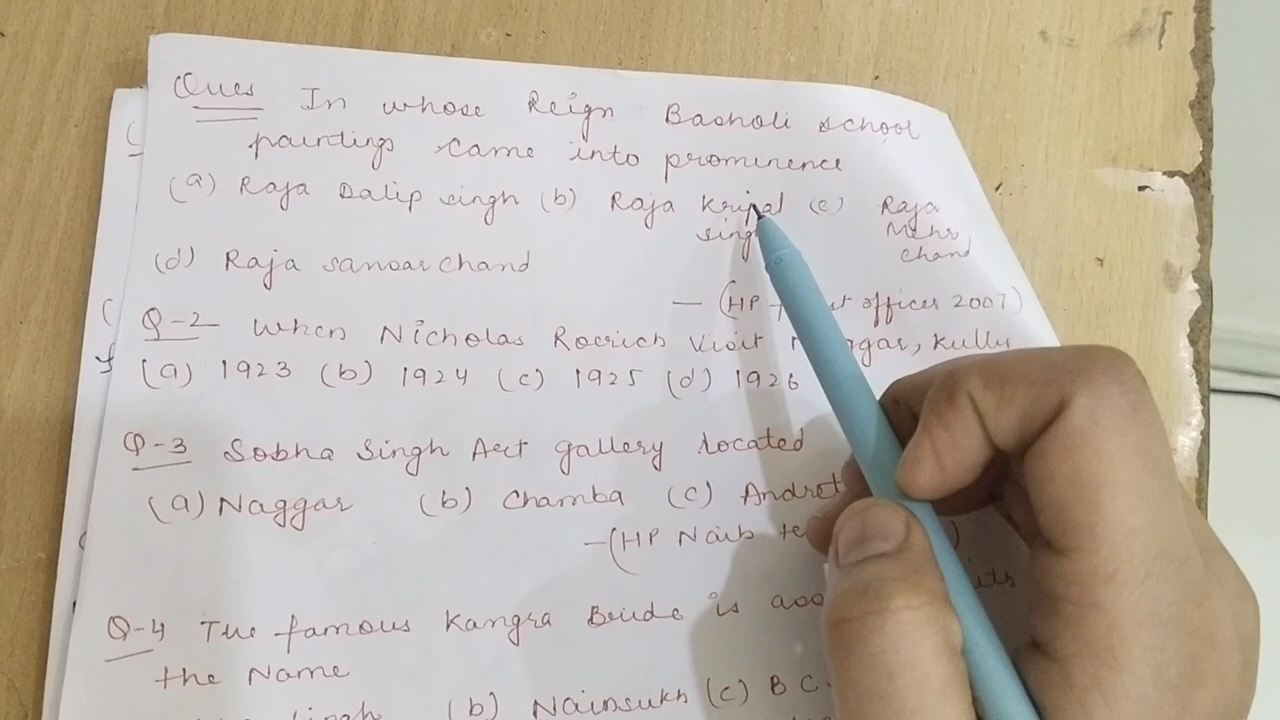 Ques In whose Reign Basholi school
paintings came into prominence
(a) Raja Dalip singh (b) Raja Kripal singh (c) Raja Mehr chand
(d) Raja sansar chand
— (HP officer 2007)
Q-2 When Nicholas Roerich Visit Kullu
(a) 1923 (b) 1924 (c) 1925 (d) 1926
Q-3 Sobha Singh Art gallery located
(a) Naggar (b) Chamba (c) Andret
—(HP Naib
Q-4 The famous Kangra Bride is
the Name
(b) Nainsukh (c) B C.